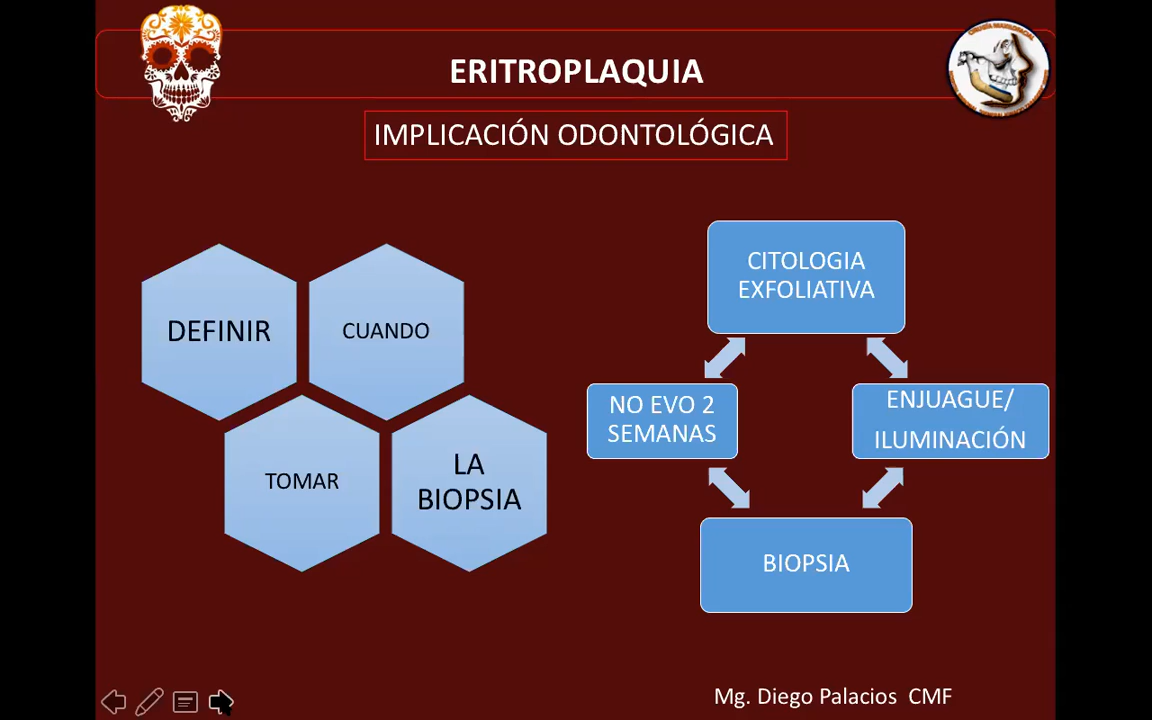 ERITROPLAQUIA
IMPLICACIÓN ODONTOLÓGICA
DEFINIR
CUANDO
TOMAR
LA
BIOPSIA
CITOLOGIA
EXFOLIATIVA
NO EVO 2
SEMANAS
ENJUAGUE/
ILUMINACIÓN
BIOPSIA
Mg. Diego Palacios CMF